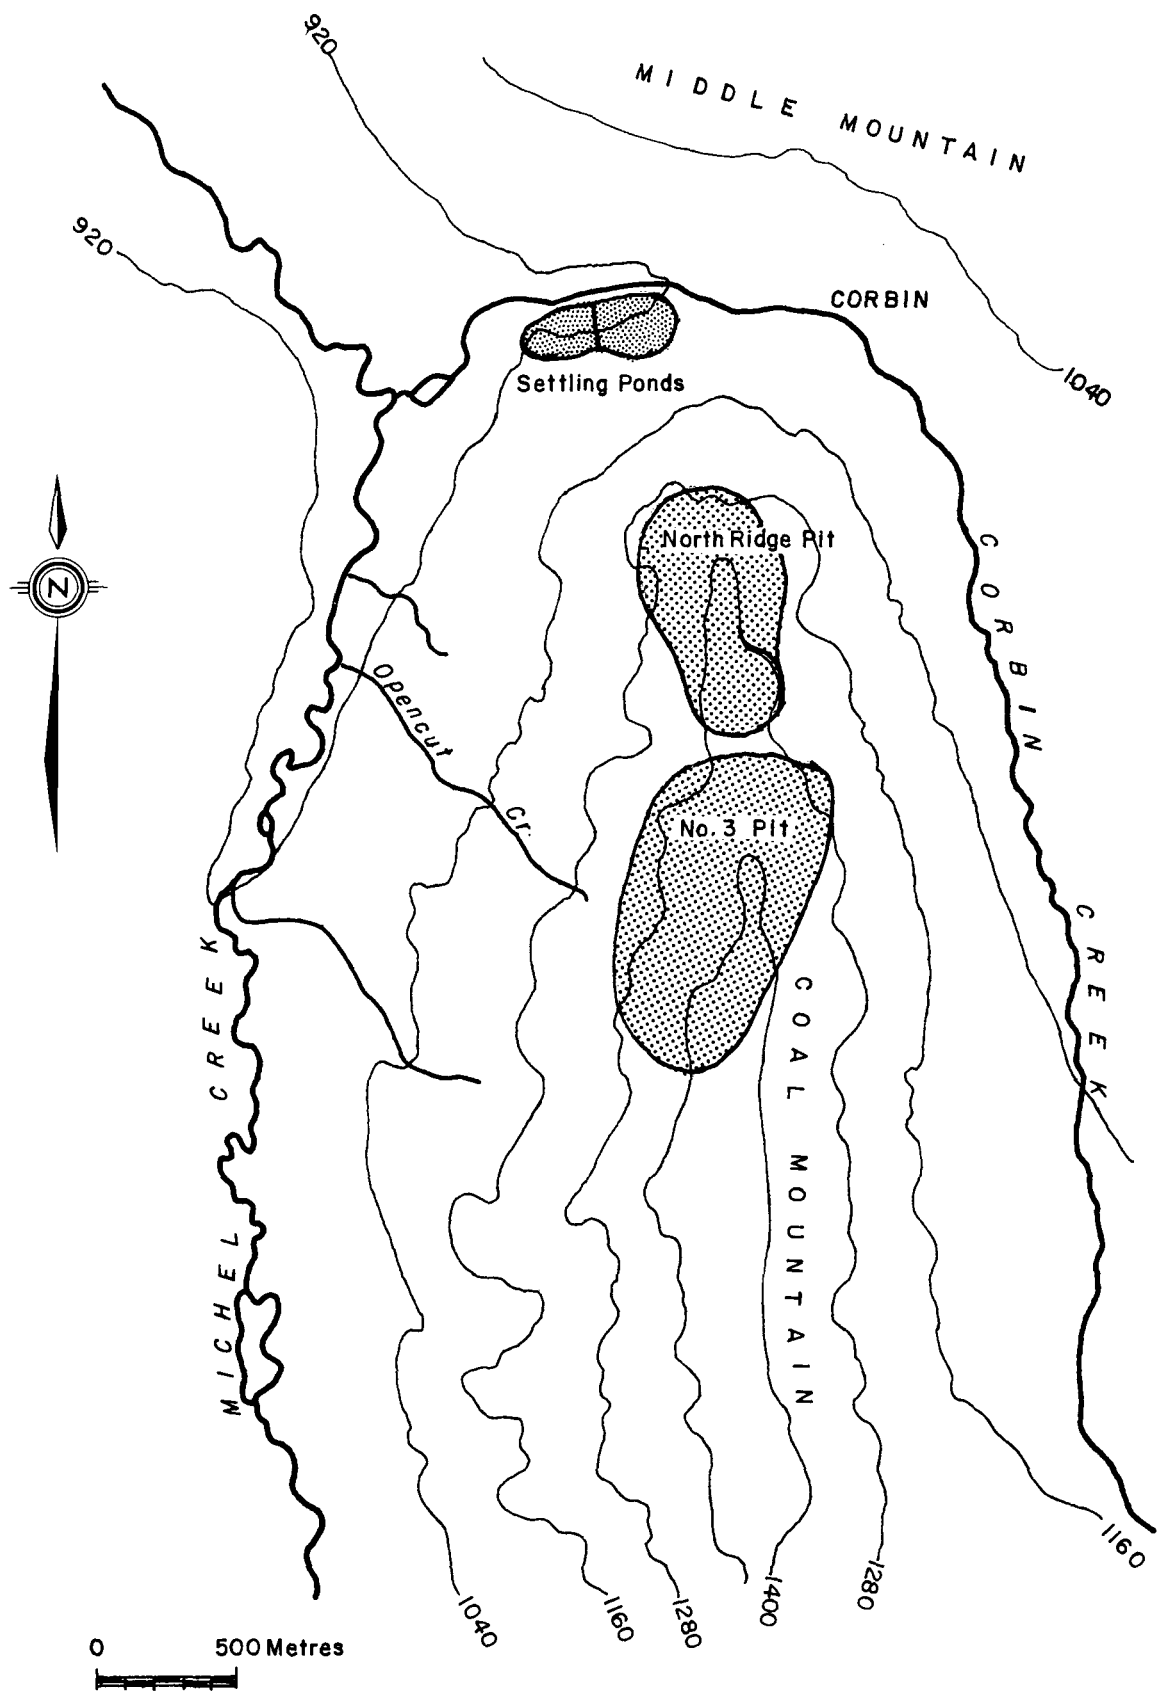 920
MIDDLE MOUNTAIN
920
CORBIN
1040
Settling Ponds
North Ridge Pit
N
CORBIN CREEK
Opencut Cr.
No. 3 Pit
MICHEL CREEK
COAL MOUNTAIN
1160
1280
1400
1280
1160
1040
0 500 Metres